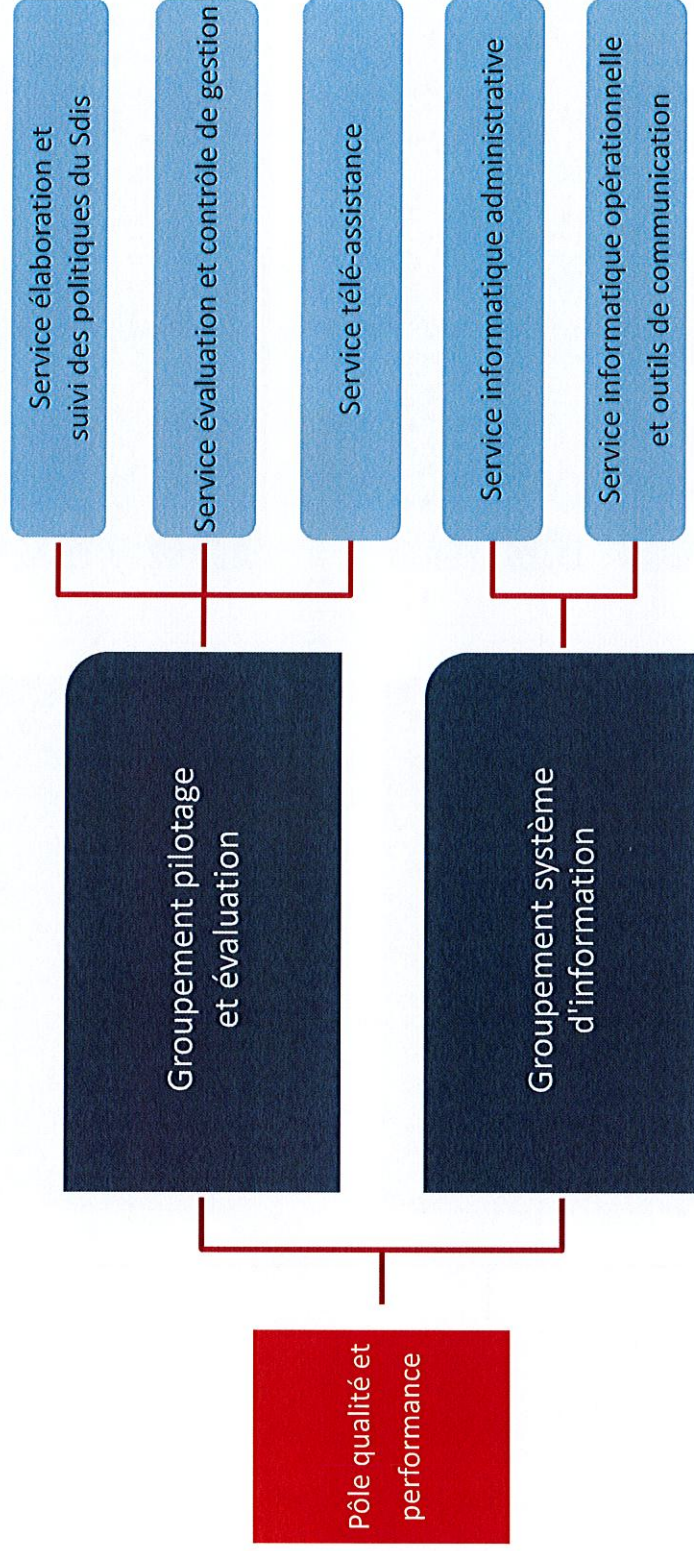 Pôle qualité et
performance
Groupement pilotage
et évaluation
Service élaboration et
suivi des politiques du Sdis
Service évaluation et contrôle de gestion
Service télé-assistance
Groupement système
d'information
Service informatique administrative
Service informatique opérationnelle
et outils de communication